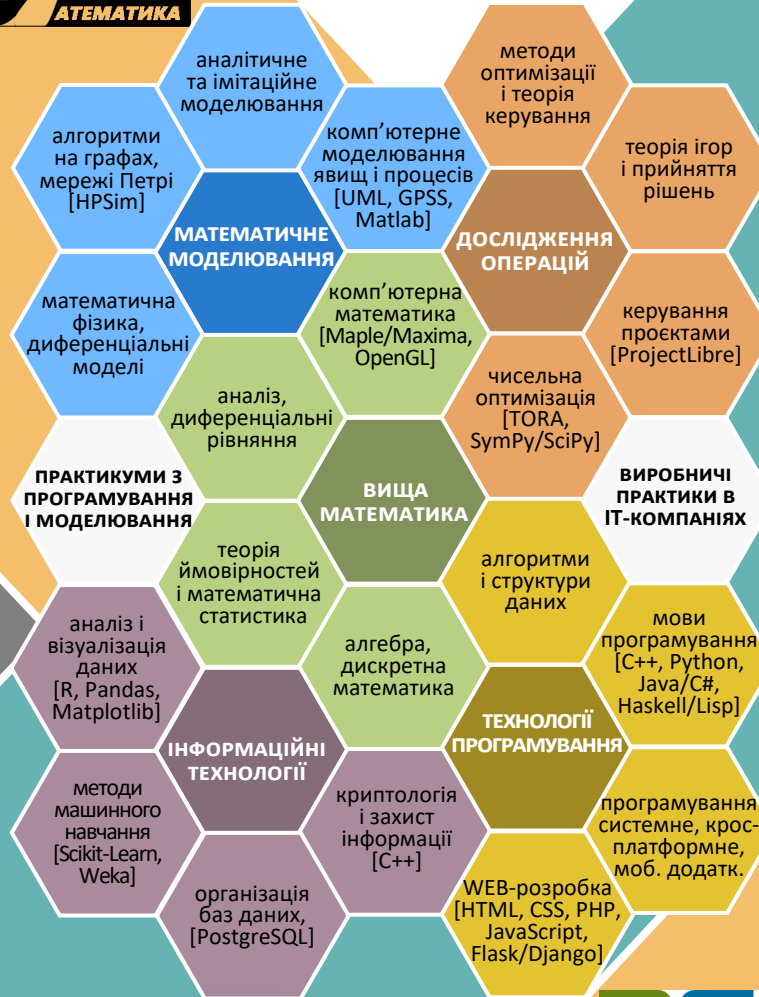 АТЕМАТИКА
аналітичне
та імітаційне
моделювання
методи
оптимізації
і теорія
керування
алгоритми
на графах,
мережі Петрі
[HPSim]
комп’ютерне
моделювання
явищ і процесів
[UML, GPSS,
Matlab]
теорія ігор
і прийняття
рішень
МАТЕМАТИЧНЕ
МОДЕЛЮВАННЯ
ДОСЛІДЖЕННЯ
ОПЕРАЦІЙ
математична
фізика,
диференціальні
моделі
комп’ютерна
математика
[Maple/Maxima,
OpenGL]
керування
проєктами
[ProjectLibre]
аналіз,
диференціальні
рівняння
чисельна
оптимізація
[TORA,
SymPy/SciPy]
ПРАКТИКУМИ З
ПРОГРАМУВАННЯ
І МОДЕЛЮВАННЯ
ВИЩА
МАТЕМАТИКА
ВИРОБНИЧІ
ПРАКТИКИ В
ІТ-КОМПАНІЯХ
теорія
ймовірностей
і математична
статистика
алгоритми
і структури
даних
аналіз і
візуалізація
даних
[R, Pandas,
Matplotlib]
алгебра,
дискретна
математика
мови
програмування
[C++, Python,
Java/C#,
Haskell/Lisp]
ІНФОРМАЦІЙНІ
ТЕХНОЛОГІЇ
ТЕХНОЛОГІЇ
ПРОГРАМУВАННЯ
методи
машинного
навчання
[Scikit-Learn,
Weka]
криптологія
і захист
інформації
[C++]
програмування
системне, крос-
платформне,
моб. додатк.
організація
баз даних,
[PostgreSQL]
WEB-розробка
[HTML, CSS, PHP,
JavaScript,
Flask/Django]